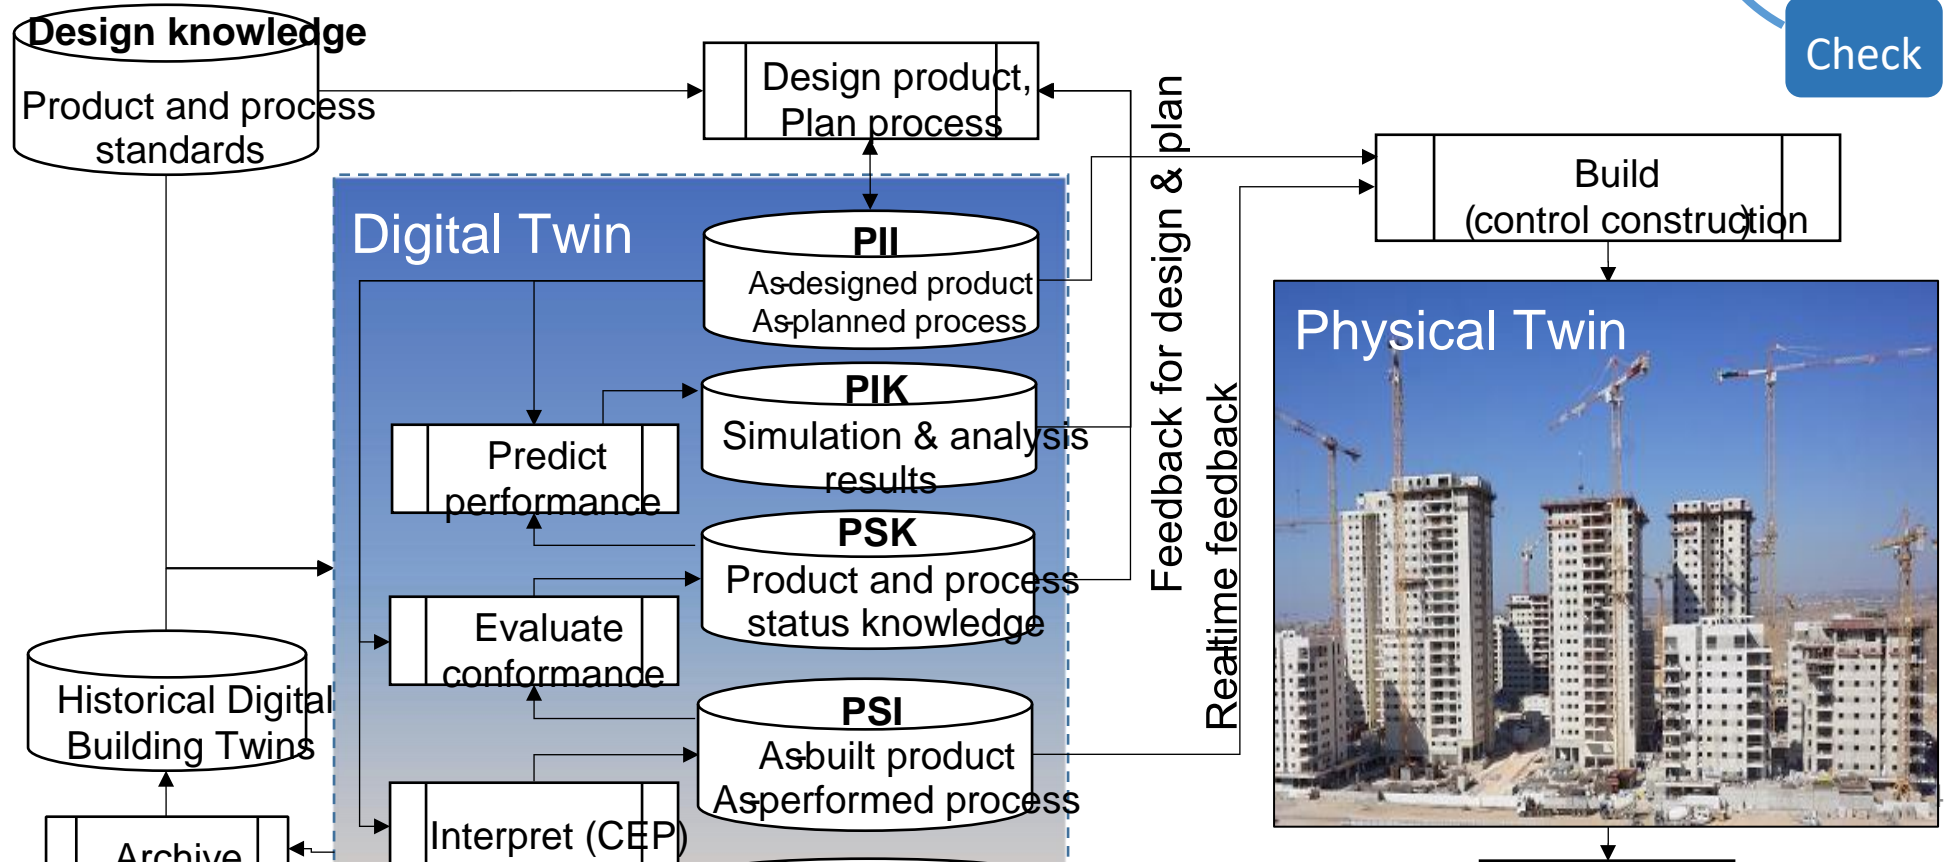 Design knowledge
Product and process
standards
Design product,
Plan process
Check
Build
(control construction)
Feedback for design & plan
Realtime feedback
Digital Twin
PII
As-designed product
As-planned process
PIK
Simulation & analysis
results
Predict
performance
PSK
Product and process
status knowledge
Evaluate
conformance
PSI
As-built product
As-performed process
Interpret (CEP)
Historical Digital
Building Twins
Archive
Physical Twin